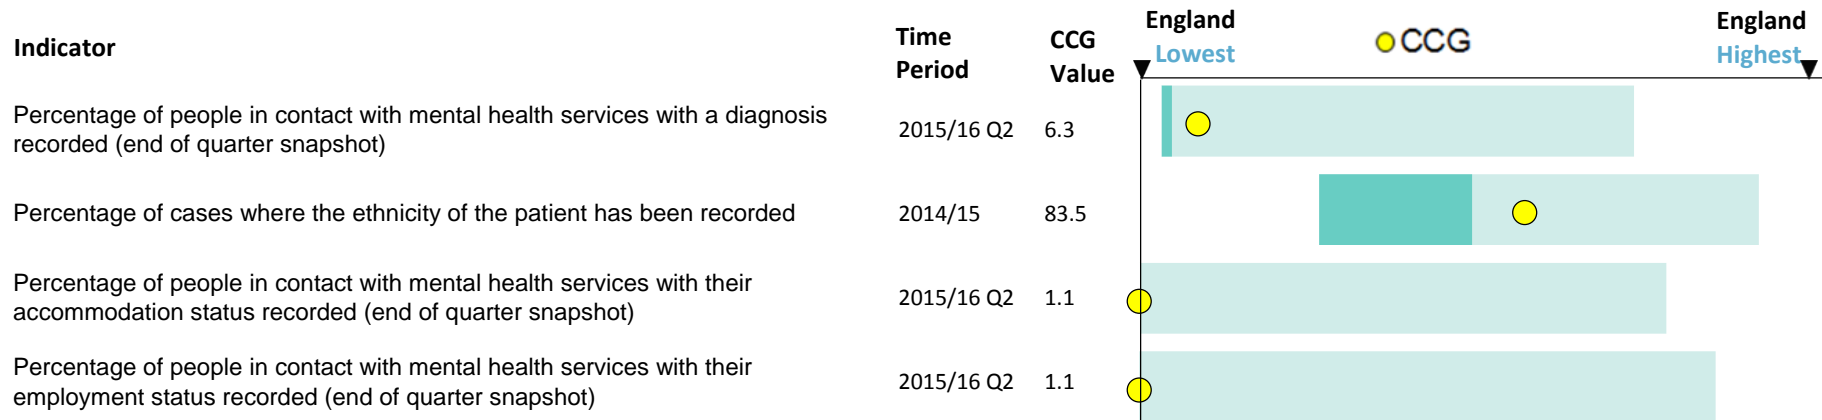 Indicator
Time
Period
CCG
Value
England
Lowest
CCG
England
Highest
Percentage of people in contact with mental health services with a diagnosis
recorded (end of quarter snapshot)
2015/16 Q2
6.3
Percentage of cases where the ethnicity of the patient has been recorded
2014/15
83.5
Percentage of people in contact with mental health services with their
accommodation status recorded (end of quarter snapshot)
2015/16 Q2
1.1
Percentage of people in contact with mental health services with their
employment status recorded (end of quarter snapshot)
2015/16 Q2
1.1